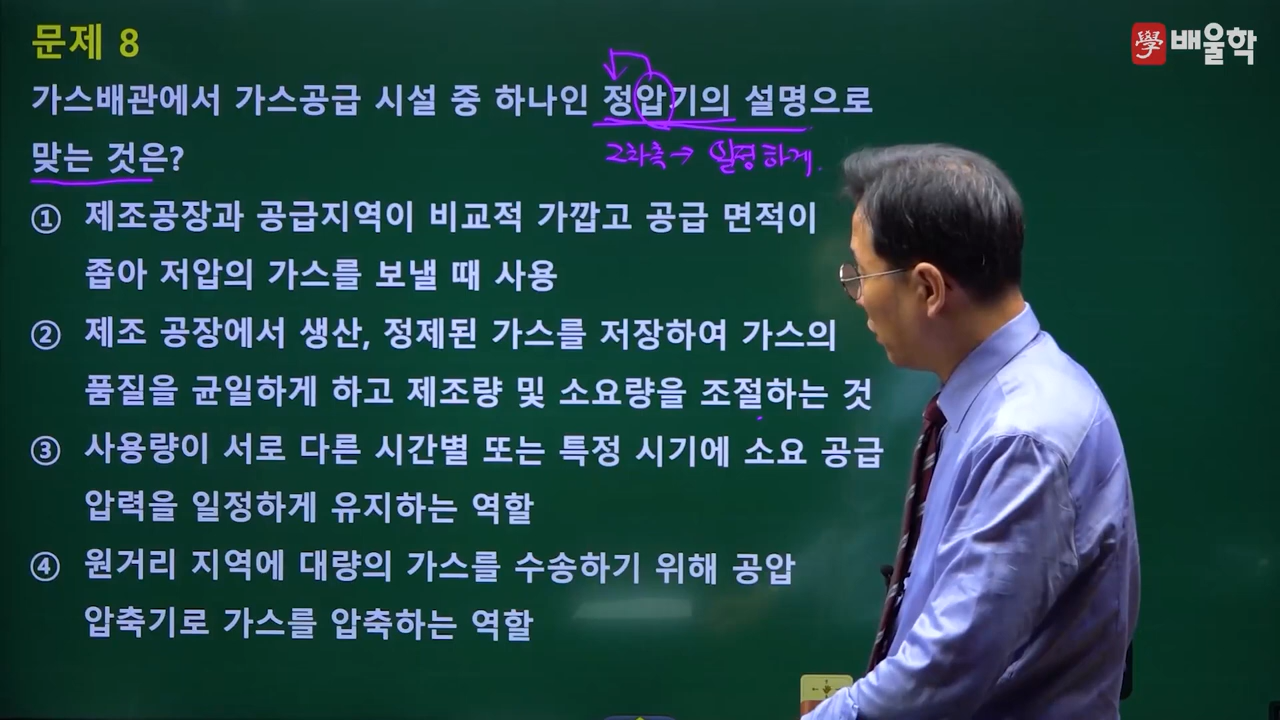 문제 8
學 배울학
가스배관에서 가스공급 시설 중 하나인 정압기의 설명으로
맞는 것은?
2차측→ 일정하게.
① 제조공장과 공급지역이 비교적 가깝고 공급 면적이
좁아 저압의 가스를 보낼 때 사용
② 제조 공장에서 생산, 정제된 가스를 저장하여 가스의
품질을 균일하게 하고 제조량 및 소요량을 조절하는 것
③ 사용량이 서로 다른 시간별 또는 특정 시기에 소요 공급
압력을 일정하게 유지하는 역할
④ 원거리 지역에 대량의 가스를 수송하기 위해 공압
압축기로 가스를 압축하는 역할